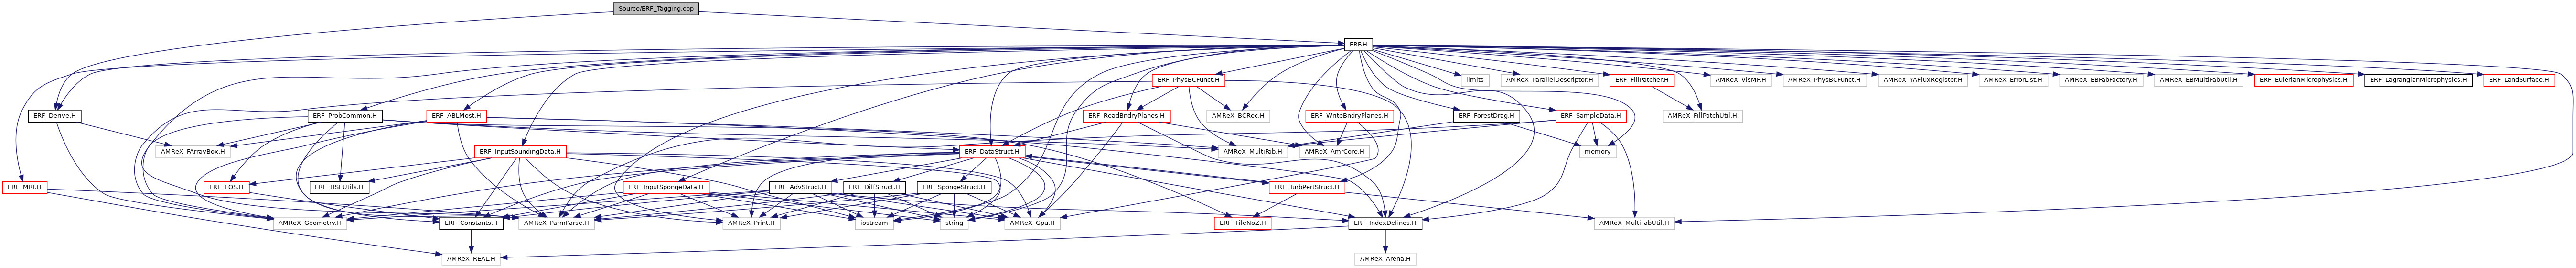 Source/ERF_Tagging.cpp
ERF.H
ERF_PhysBCFunct.H
limits
AMReX_ParallelDescriptor.H
ERF_FillPatcher.H
AMReX_VisMF.H
AMReX_PhysBCFunct.H
AMReX_YAFluxRegister.H
AMReX_ErrorList.H
AMReX_EBFabFactory.H
AMReX_EBMultiFabUtil.H
ERF_EulerianMicrophysics.H
ERF_LagrangianMicrophysics.H
ERF_LandSurface.H
ERF_Derive.H
ERF_ProbCommon.H
ERF_ABLMost.H
ERF_ReadBndryPlanes.H
AMReX_BCRec.H
ERF_WriteBndryPlanes.H
ERF_ForestDrag.H
ERF_SampleData.H
AMReX_FillPatchUtil.H
AMReX_FArrayBox.H
ERF_InputSoundingData.H
ERF_DataStruct.H
AMReX_MultiFab.H
AMReX_AmrCore.H
memory
ERF_MRI.H
ERF_EOS.H
ERF_HSEUtils.H
ERF_InputSpongeData.H
ERF_AdvStruct.H
ERF_DiffStruct.H
ERF_SpongeStruct.H
ERF_TurbPertStruct.H
AMReX_Geometry.H
ERF_Constants.H
AMReX_ParmParse.H
AMReX_Print.H
iostream
string
AMReX_Gpu.H
ERF_TileNoZ.H
ERF_IndexDefines.H
AMReX_MultiFabUtil.H
AMReX_REAL.H
AMReX_Arena.H